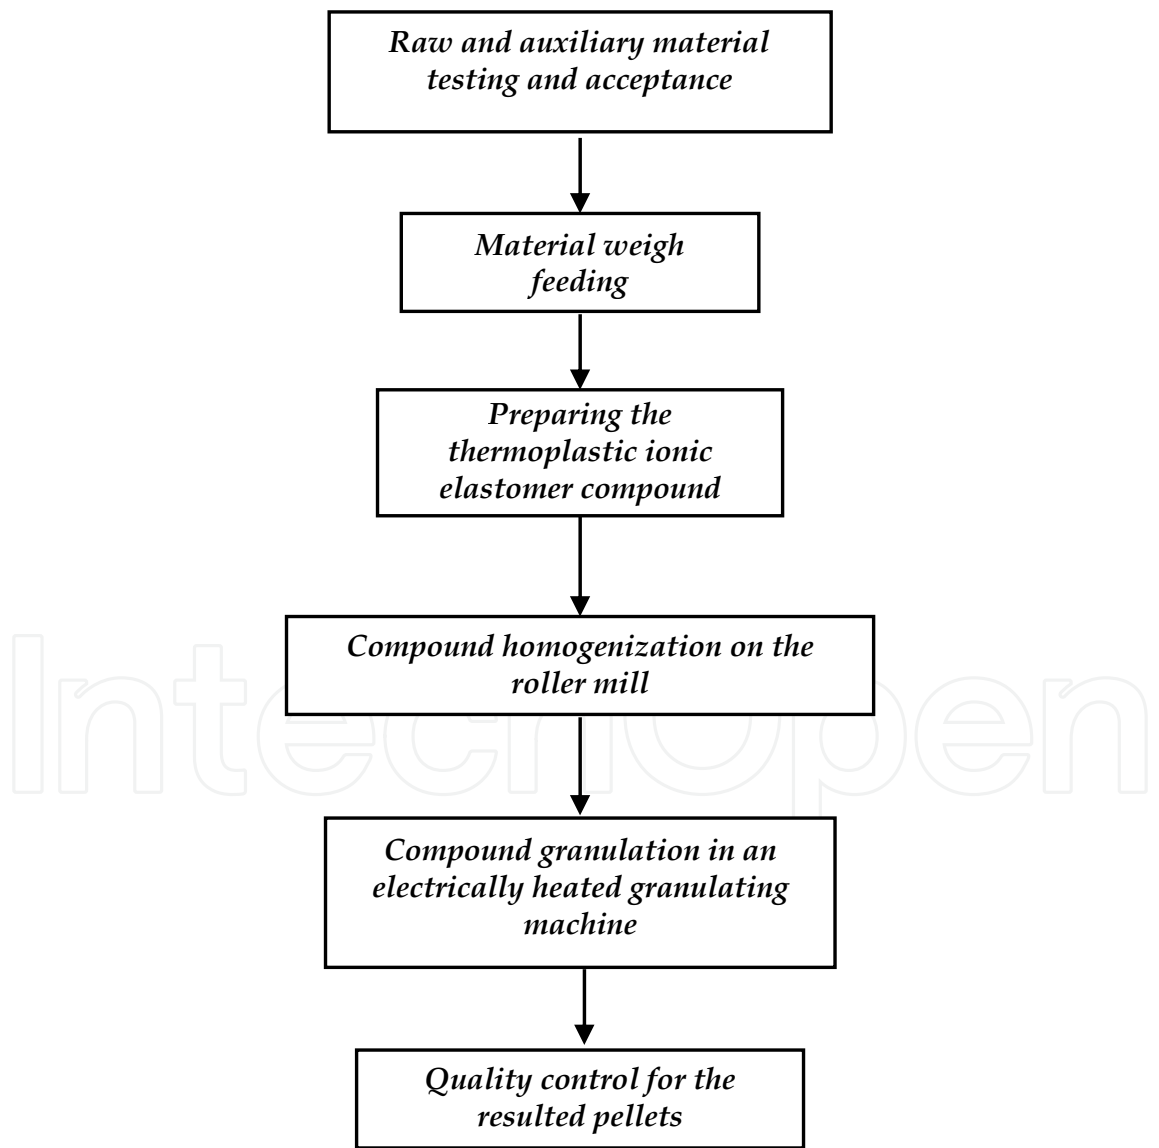 Raw and auxiliary material
testing and acceptance
Material weigh
feeding
Preparing the
thermoplastic ionic
elastomer compound
Compound homogenization on the
roller mill
IntechOpen
Compound granulation in an
electrically heated granulating
machine
Quality control for the
resulted pellets